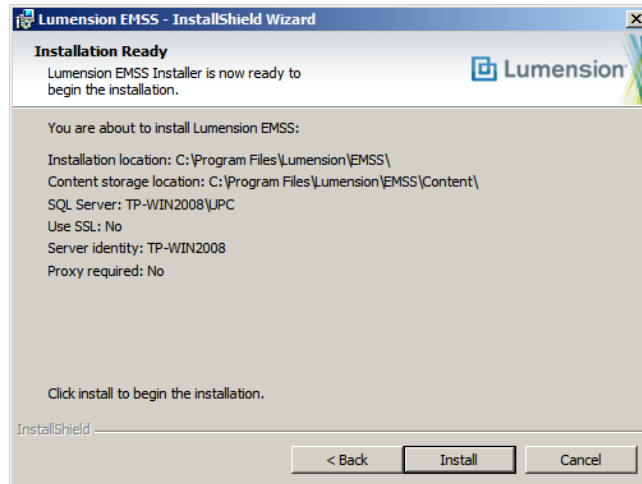 Lumension EMSS - InstallShield Wizard
Installation Ready
Lumension EMSS Installer is now ready to
begin the installation.
Lumension
You are about to install Lumension EMSS:
Installation location: C:\Program Files\Lumension\EMSS\
Content storage location: C:\Program Files\Lumension\EMSS\Content\
SQL Server: TP-WIN2008\UPC
Use SSL: No
Server identity: TP-WIN2008
Proxy required: No
Click install to begin the installation.
InstallShield
< Back Install Cancel